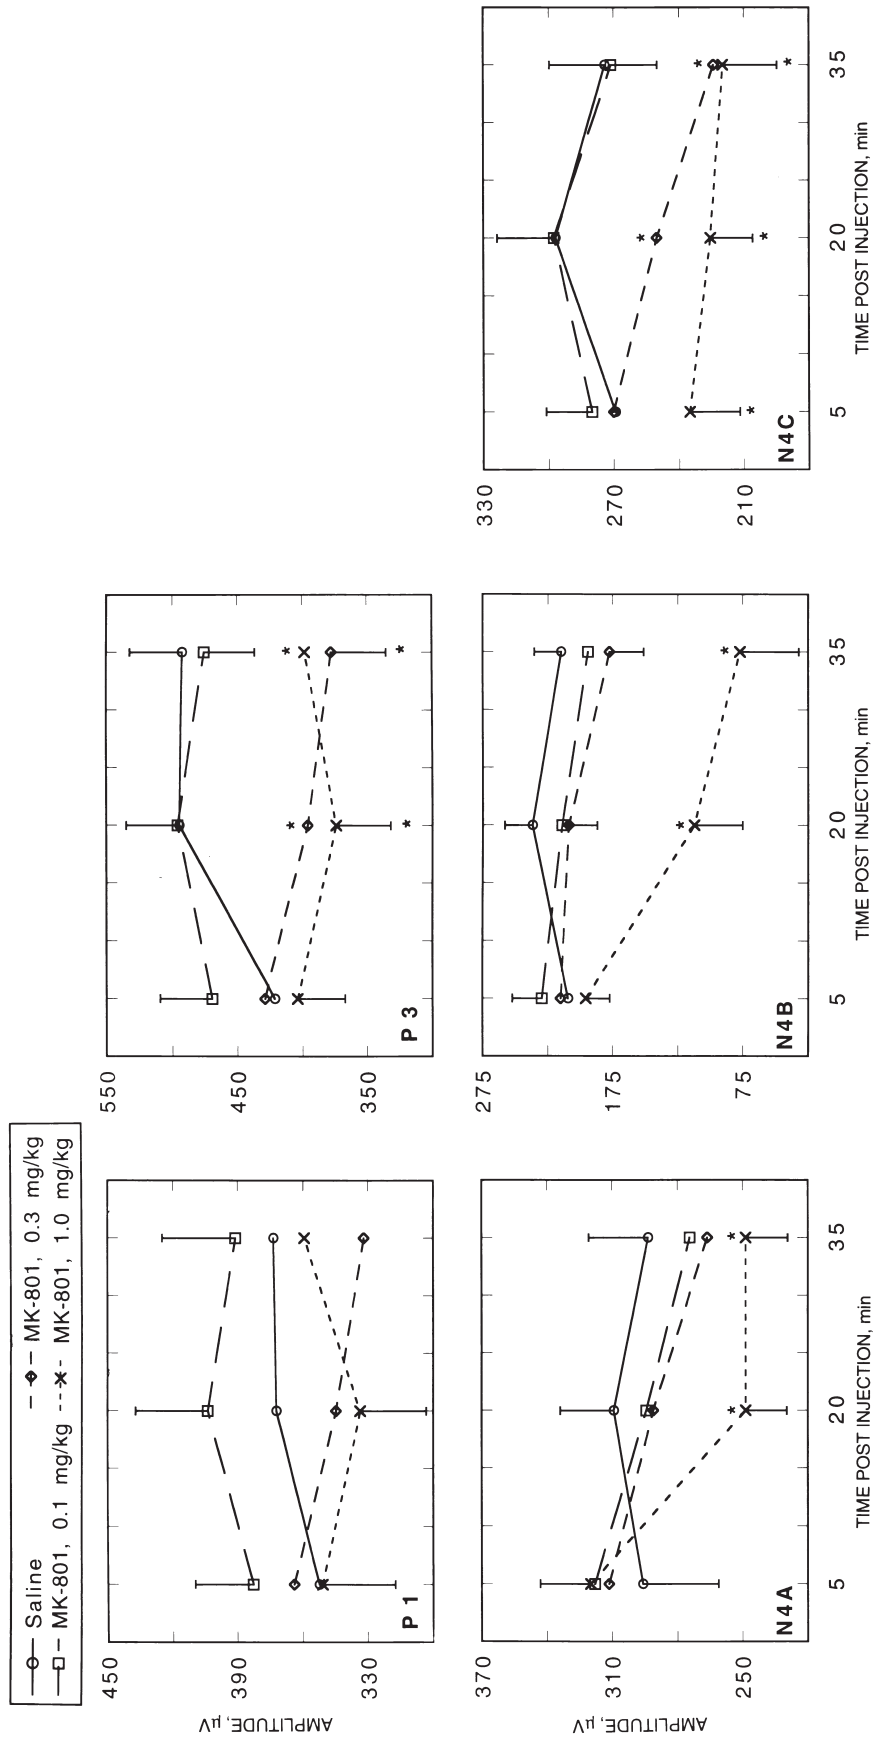 Saline
MK-801, 0.3 mg/kg
MK-801, 0.1 mg/kg
MK-801, 1.0 mg/kg
AMPLITUDE, µV
450
390
330
P 1
550
450
350
P 3
*
*
*
*
AMPLITUDE, µV
370
310
250
N4A
*
*
5
20
35
TIME POST INJECTION, min
275
175
75
N4B
*
*
5
20
35
TIME POST INJECTION, min
330
270
210
N4C
*
*
*
*
*
5
20
35
TIME POST INJECTION, min